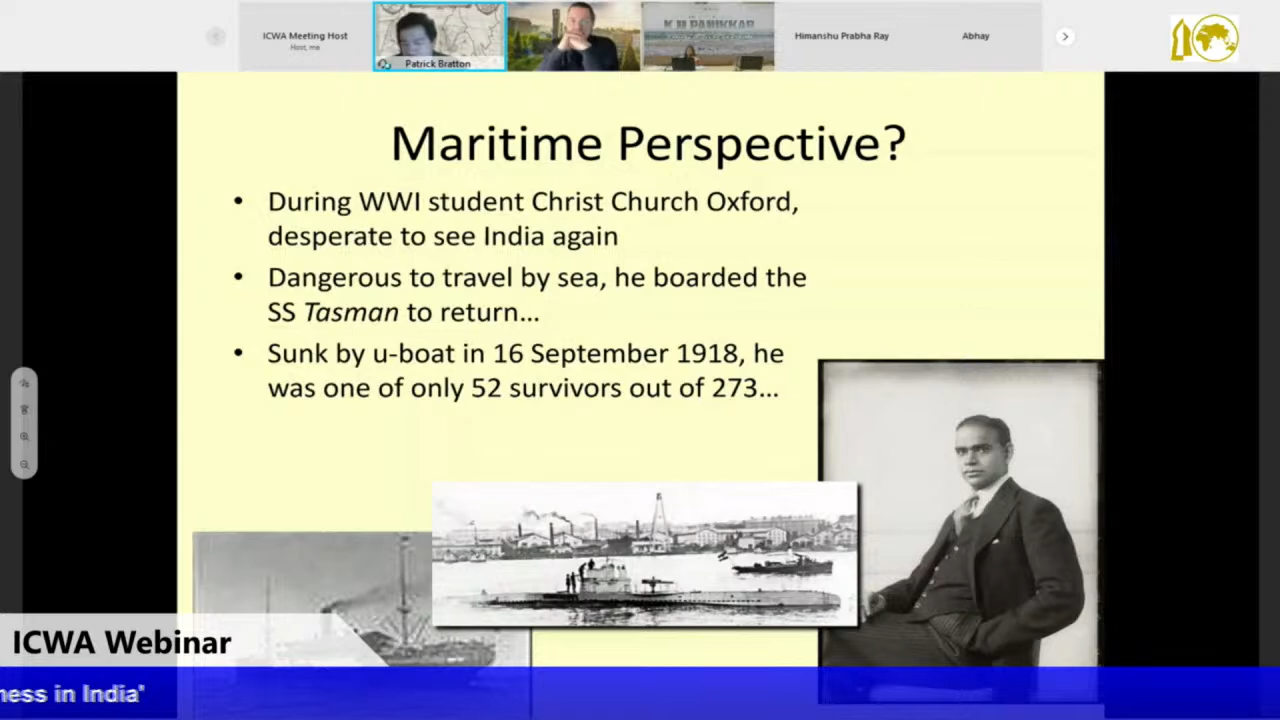 ICWA Meeting Host
Host, me
Patrick Bratton
K M PANIKKAR
Himanshu Prabha Ray
Abhay
Maritime Perspective?
• During WWI student Christ Church Oxford,
desperate to see India again
• Dangerous to travel by sea, he boarded the
SS Tasman to return…
• Sunk by u-boat in 16 September 1918, he
was one of only 52 survivors out of 273…
ICWA Webinar
ness in India'